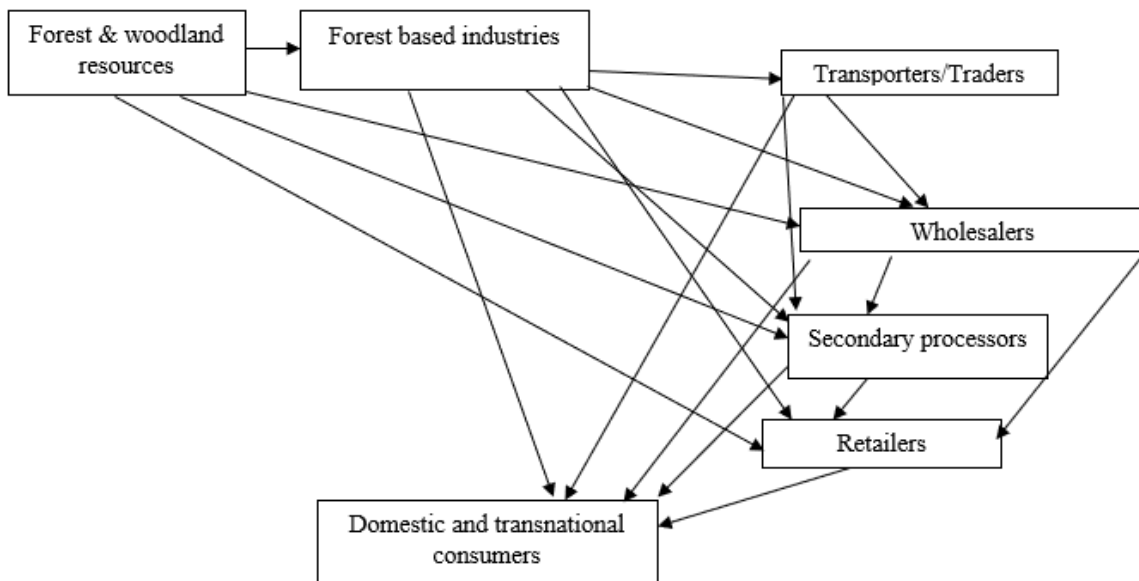 Forest & woodland
resources
Forest based industries
Transporters/Traders
Wholesalers
Secondary processors
Retailers
Domestic and transnational
consumers